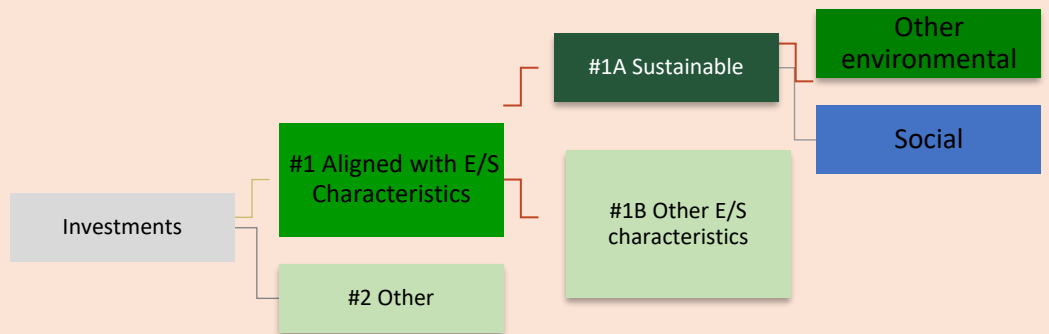 Investments
#1 Aligned with E/S
Characteristics
#2 Other
#1A Sustainable
#1B Other E/S
characteristics
Other
environmental
Social